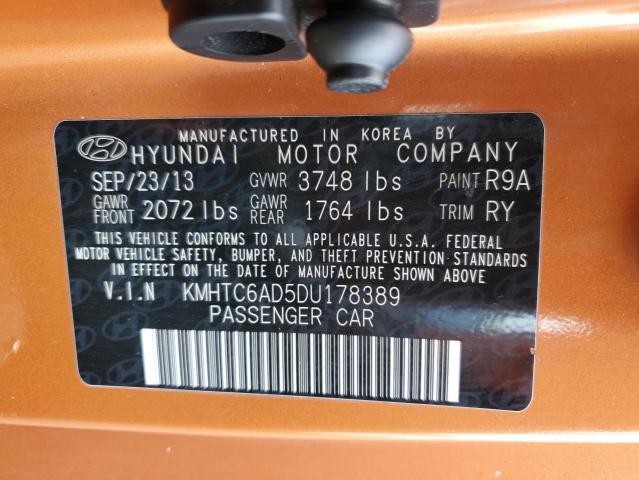 MANUFACTURED IN KOREA BY
HYUNDAI MOTOR COMPANY
SEP/23/13 GVWR 3748 lbs PAINT R9A
GAWR FRONT 2072 lbs GAWR REAR 1764 lbs TRIM RY
THIS VEHICLE CONFORMS TO ALL APPLICABLE U.S.A. FEDERAL
MOTOR VEHICLE SAFETY, BUMPER, AND THEFT PREVENTION STANDARDS
IN EFFECT ON THE DATE OF MANUFACTURE SHOWN ABOVE
V.I.N KMHTC6AD5DU178389
PASSENGER CAR